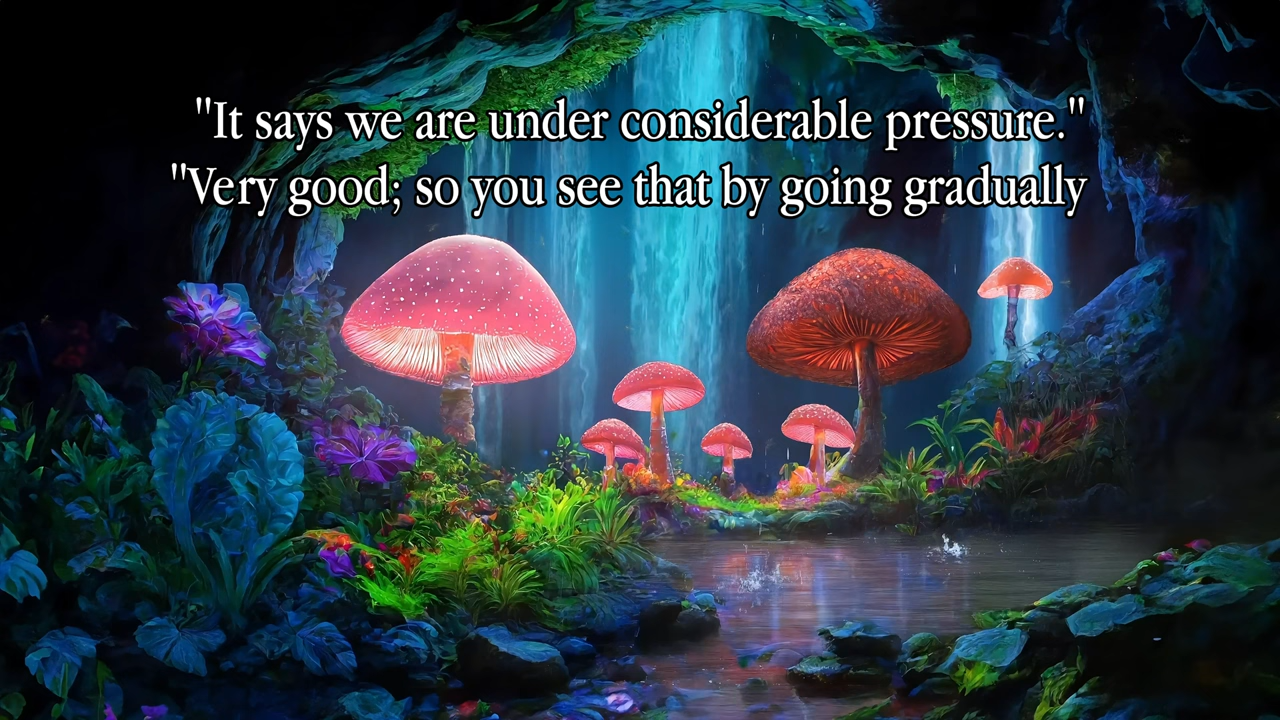 "It says we are under considerable pressure."
"Very good; so you see that by going gradually